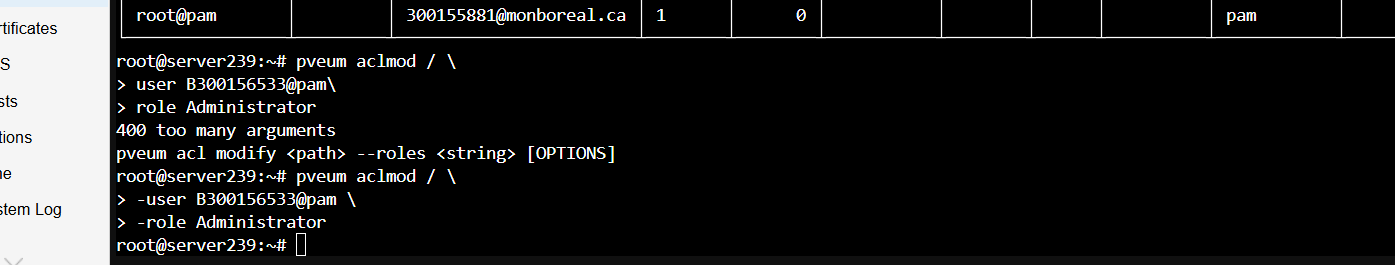 root@pam 300155881@monboreal.ca 1 0 pam
rtificates
root@server239:~# pveum aclmod / \
S
> user B300156533@pam\
sts
> role Administrator
400 too many arguments
tions
pveum acl modify <path> --roles <string> [OPTIONS]
ne
root@server239:~# pveum aclmod / \
> -user B300156533@pam \
stem Log
> -role Administrator
root@server239:~#